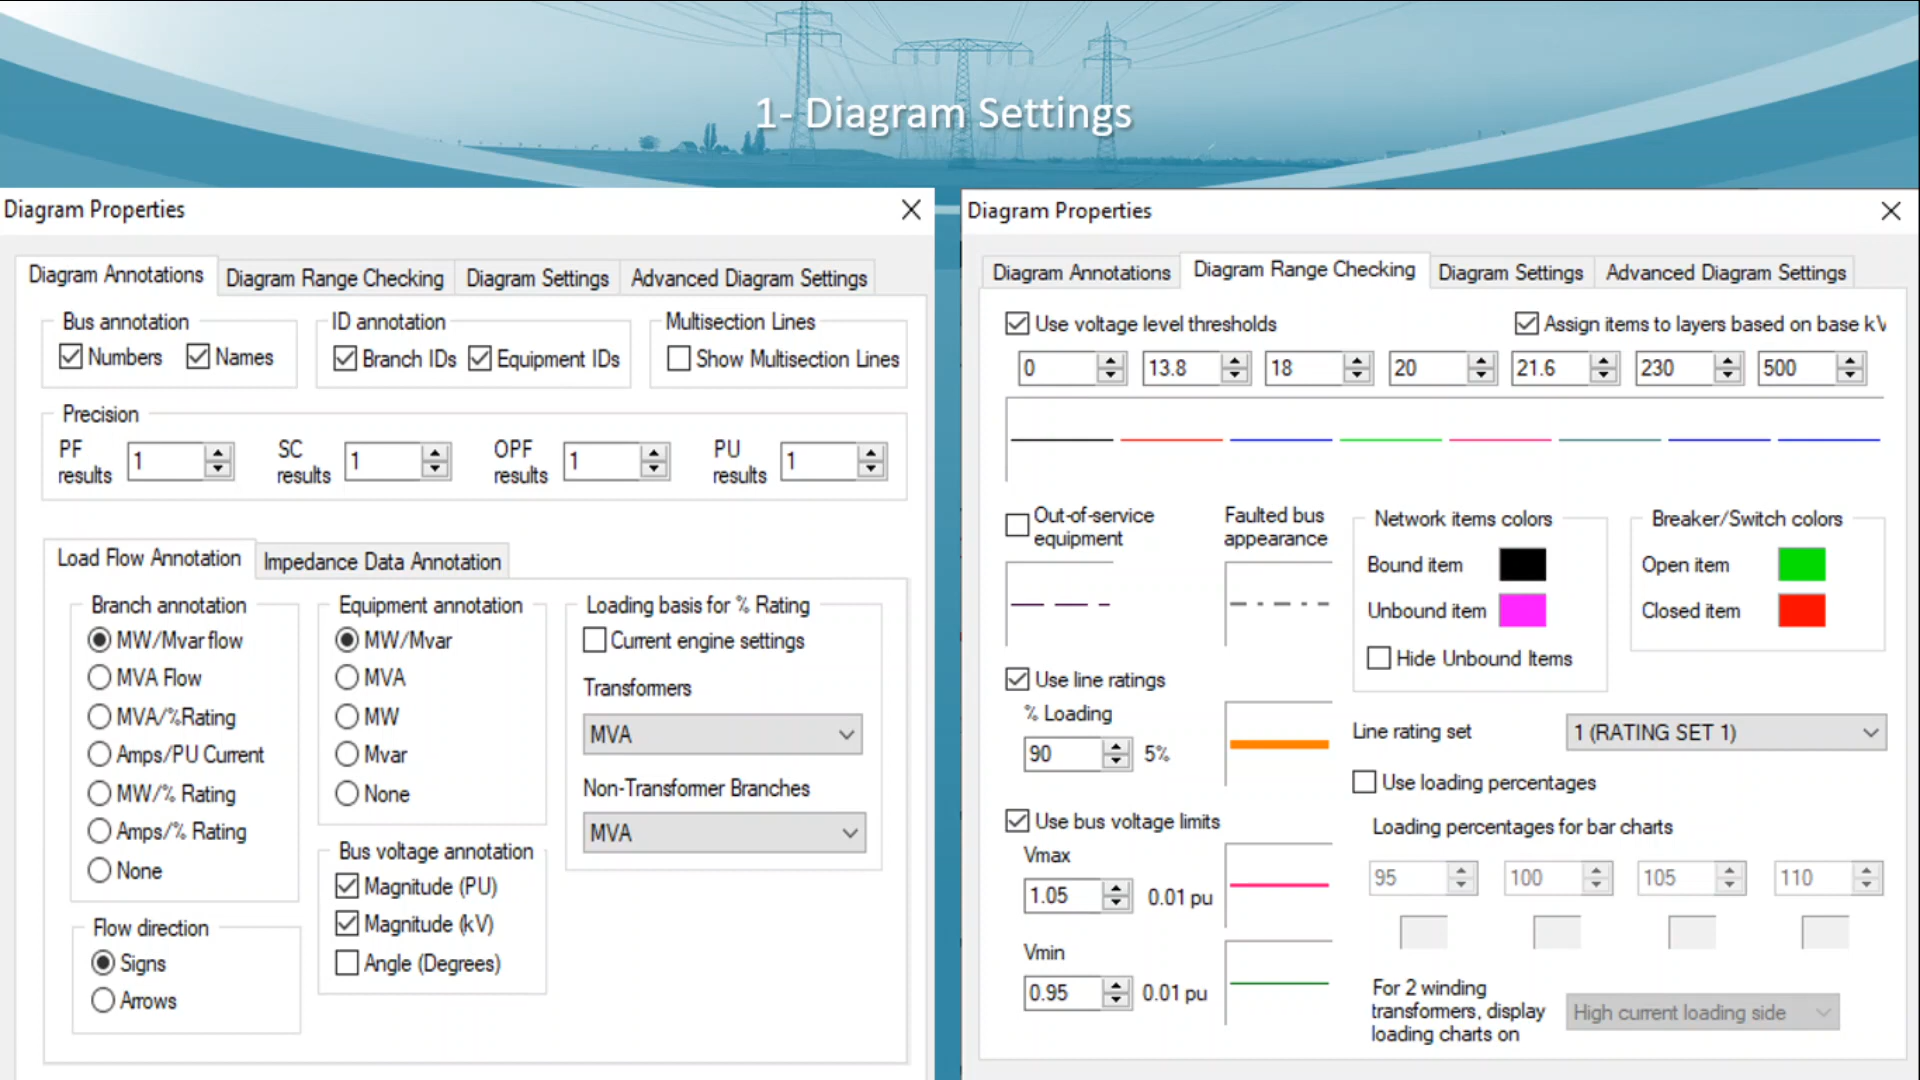 1- Diagram Settings
Diagram Properties
Diagram Annotations Diagram Range Checking Diagram Settings Advanced Diagram Settings
Bus annotation ID annotation Multisection Lines
Numbers Names Branch IDs Equipment IDs Show Multisection Lines
Precision
PF results 1 SC results 1 OPF results 1 PU results 1
Load Flow Annotation Impedance Data Annotation
Branch annotation
MW/Mvar flow
MVA Flow
MVA/%Rating
Amps/PU Current
MW/% Rating
Amps/% Rating
None
Flow direction
Signs
Arrows
Equipment annotation
MW/Mvar
MVA
MW
Mvar
None
Bus voltage annotation
Magnitude (PU)
Magnitude (kV)
Angle (Degrees)
Loading basis for % Rating
Current engine settings
Transformers
MVA
Non-Transformer Branches
MVA
Diagram Properties
Diagram Annotations Diagram Range Checking Diagram Settings Advanced Diagram Settings
Use voltage level thresholds Assign items to layers based on base kV
0 13.8 18 20 21.6 230 500
Out-of-service
equipment
Faulted bus
appearance
Network items colors
Bound item
Unbound item
Hide Unbound Items
Breaker/Switch colors
Open item
Closed item
Use line ratings
% Loading
90 5%
Line rating set 1 (RATING SET 1)
Use loading percentages
Use bus voltage limits
Vmax
1.05 0.01 pu
Vmin
0.95 0.01 pu
Loading percentages for bar charts
95 100 105 110
For 2 winding
transformers, display
loading charts on
High current loading side